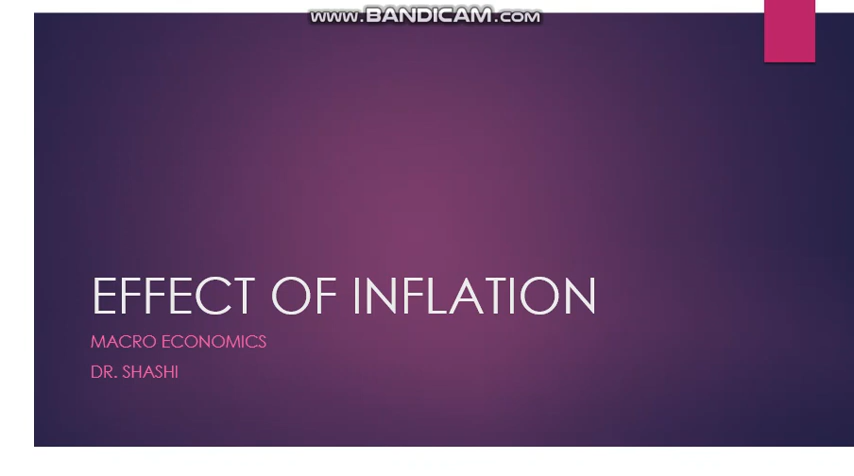 www.BANDICAM.com
EFFECT OF INFLATION
MACRO ECONOMICS
DR. SHASHI